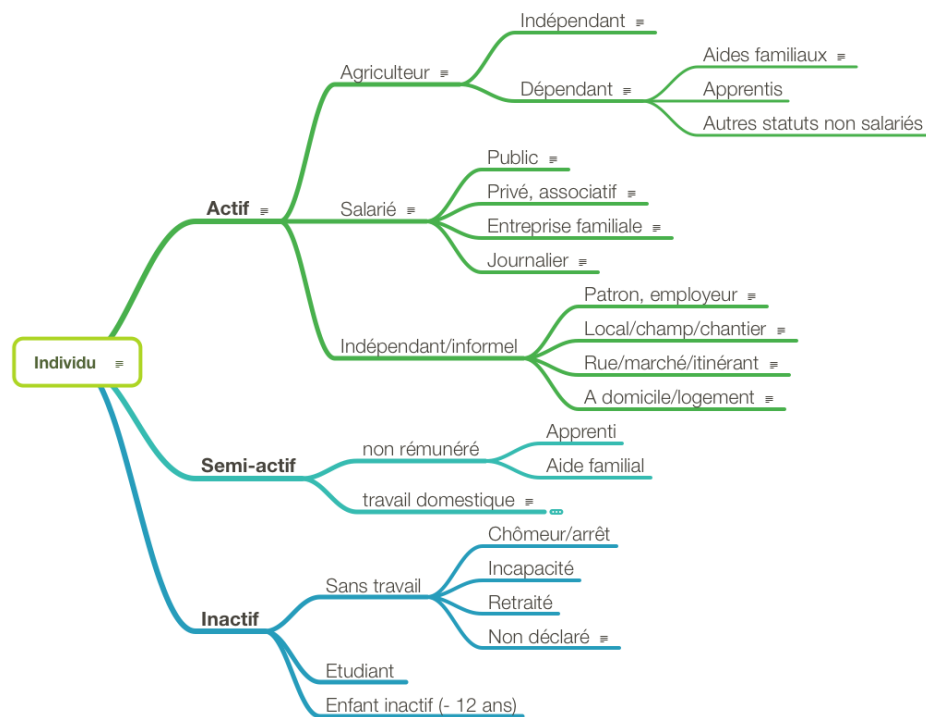 Individu
Actif
Agriculteur
Indépendant
Dépendant
Aides familiaux
Apprentis
Autres statuts non salariés
Salarié
Public
Privé, associatif
Entreprise familiale
Journalier
Indépendant/informel
Patron, employeur
Local/champ/chantier
Rue/marché/itinérant
A domicile/logement
Semi-actif
non rémunéré
Apprenti
Aide familial
travail domestique
Inactif
Sans travail
Chômeur/arrêt
Incapacité
Retraité
Non déclaré
Etudiant
Enfant inactif (- 12 ans)